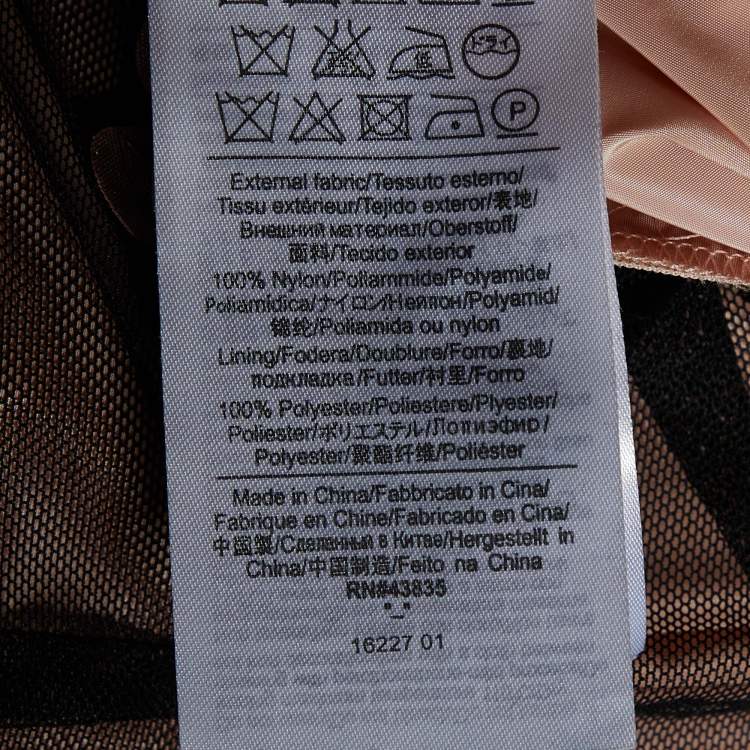 ドライ
P
External fabric/Tessuto esterno/
Tissu extérieur/Tejido exteror/表地/
Внешний материал/Oberstoff/
面料/Tecido exterior
100% Nylon/Poliammide/Polyamide/
Poliamidica/ナイロン/Нейлон/Polyamid/
锦纶/Poliamida ou nylon
Lining/Fodera/Doublure/Forro/裏地/
подкладка/Futter/衬里/Forro
100% Polyester/Poliestere/Plyester/
Poliester/ポリエステル/Полиэфир/
Polyester/聚酯纤维/Poliéster
Made in China/Fabbricato in Cina/
Fabrique en Chine/Fabricado en Cina/
中国製/Сделанный в Китае/Hergestellt in
China/中国制造/Feito na China
RN#43835
16227 01